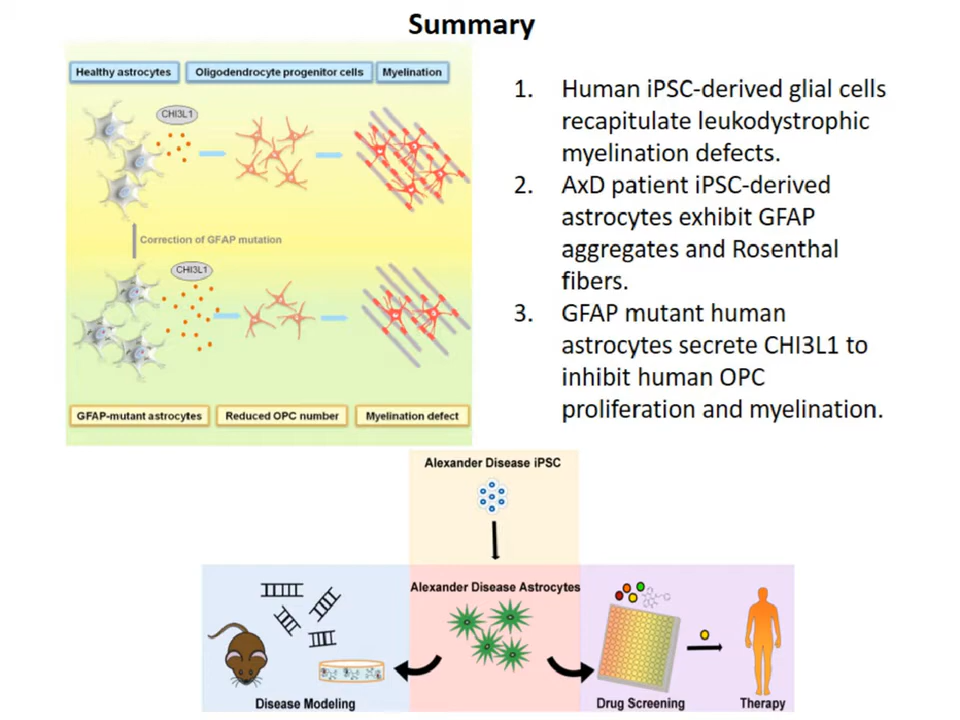 Summary
Healthy astrocytes
Oligodendrocyte progenitor cells
Myelination
CHI3L1
Correction of GFAP mutation
CHI3L1
GFAP-mutant astrocytes
Reduced OPC number
Myelination defect
1. Human iPSC-derived glial cells
recapitulate leukodystrophic
myelination defects.
2. AxD patient iPSC-derived
astrocytes exhibit GFAP
aggregates and Rosenthal
fibers.
3. GFAP mutant human
astrocytes secrete CHI3L1 to
inhibit human OPC
proliferation and myelination.
Alexander Disease iPSC
Alexander Disease Astrocytes
Disease Modeling
Drug Screening
Therapy